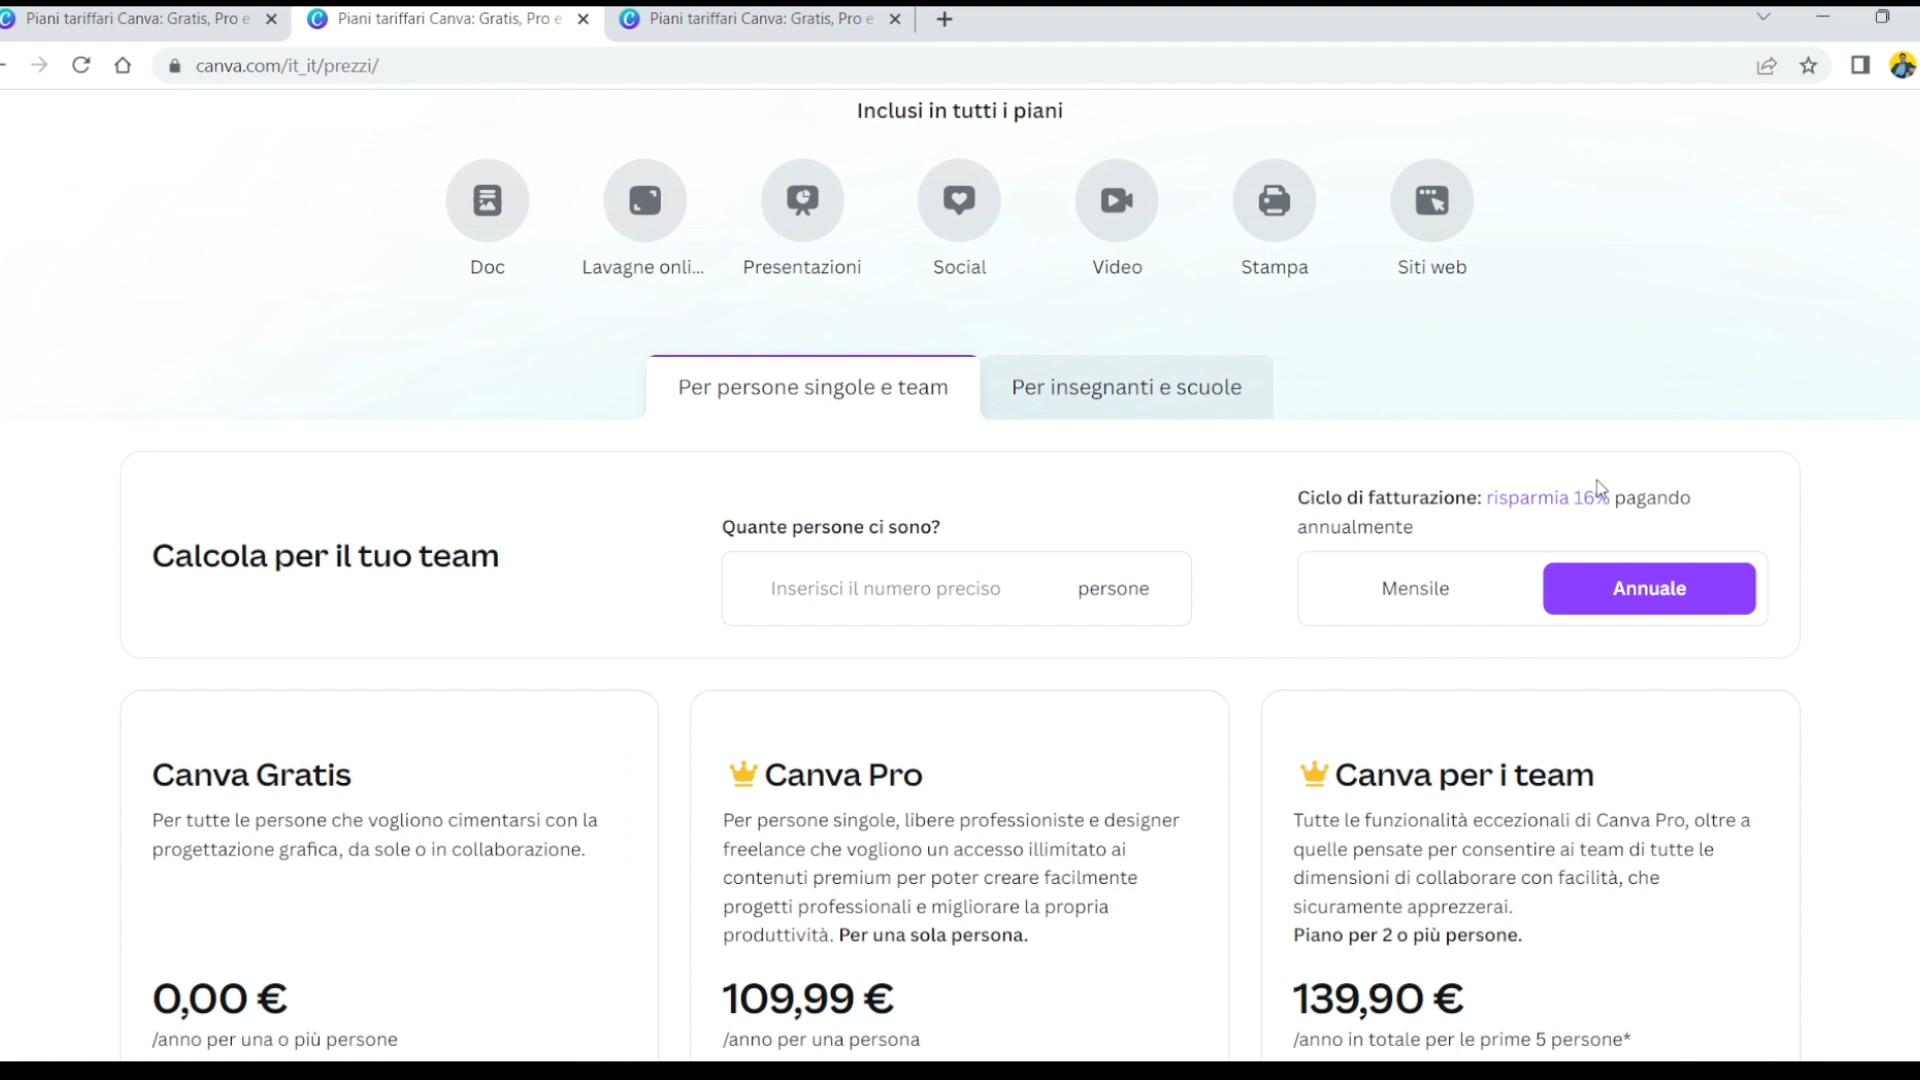 Piani tariffari Canva: Gratis, Pro e
Piani tariffari Canva: Gratis, Pro e
Piani tariffari Canva: Gratis, Pro e
canva.com/it_it/prezzi/
Inclusi in tutti i piani
Doc
Lavagne onli...
Presentazioni
Social
Video
Stampa
Siti web
Per persone singole e team
Per insegnanti e scuole
Calcola per il tuo team
Quante persone ci sono?
Inserisci il numero preciso
persone
Ciclo di fatturazione: risparmia 16% pagando
annualmente
Mensile
Annuale
Canva Gratis
Per tutte le persone che vogliono cimentarsi con la
progettazione grafica, da sole o in collaborazione.
0,00 €
/anno per una o più persone
Canva Pro
Per persone singole, libere professioniste e designer
freelance che vogliono un accesso illimitato ai
contenuti premium per poter creare facilmente
progetti professionali e migliorare la propria
produttività. Per una sola persona.
109,99 €
/anno per una persona
Canva per i team
Tutte le funzionalità eccezionali di Canva Pro, oltre a
quelle pensate per consentire ai team di tutte le
dimensioni di collaborare con facilità, che
sicuramente apprezzerai.
Piano per 2 o più persone.
139,90 €
/anno in totale per le prime 5 persone*